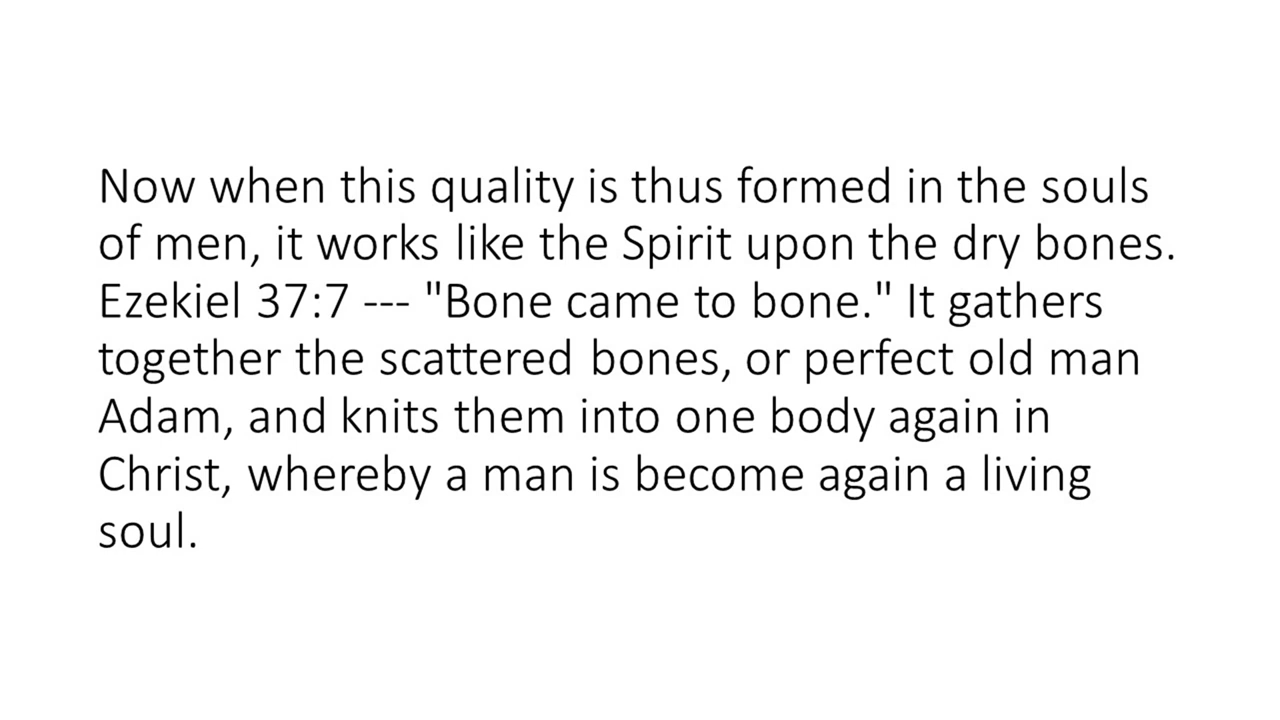 Now when this quality is thus formed in the souls
of men, it works like the Spirit upon the dry bones.
Ezekiel 37:7 --- "Bone came to bone." It gathers
together the scattered bones, or perfect old man
Adam, and knits them into one body again in
Christ, whereby a man is become again a living
soul.